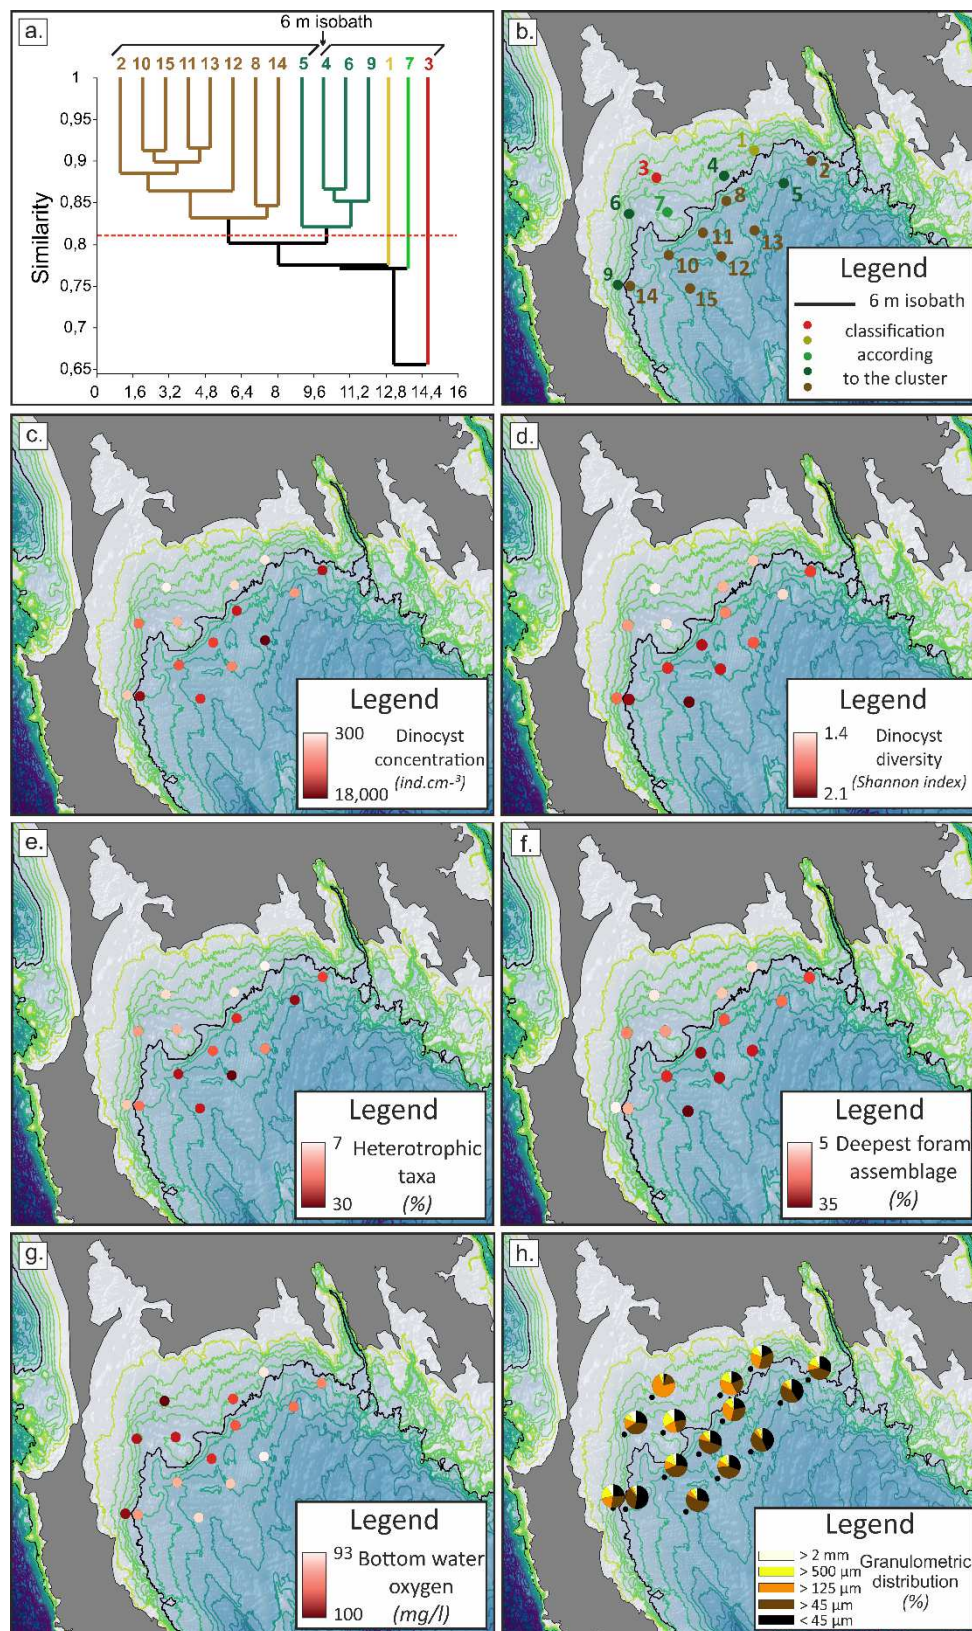 a.
6 m isobath
2 10 15 11 13 12 8 14 5 4 6 9 1 7 3
1
0,95
0,9
0,85
0,8
0,75
0,7
0,65
Similarity
0 1,6 3,2 4,8 6,4 8 9,6 11,2 12,8 14,4 16
b.
1
2
3
4
5
6
7
8
11
13
10
12
9
14
15
Legend
6 m isobath
classification
according
to the cluster
c.
Legend
300
Dinocyst
concentration
(ind.cm-³)
18,000
d.
Legend
1.4
Dinocyst
diversity
(Shannon index)
2.1
e.
Legend
7
Heterotrophic
taxa
(%)
30
f.
Legend
5
Deepest foram
assemblage
(%)
35
g.
Legend
93
Bottom water
oxygen
(mg/l)
100
h.
Legend
> 2 mm
> 500 µm
> 125 µm
> 45 µm
< 45 µm
Granulometric
distribution
(%)